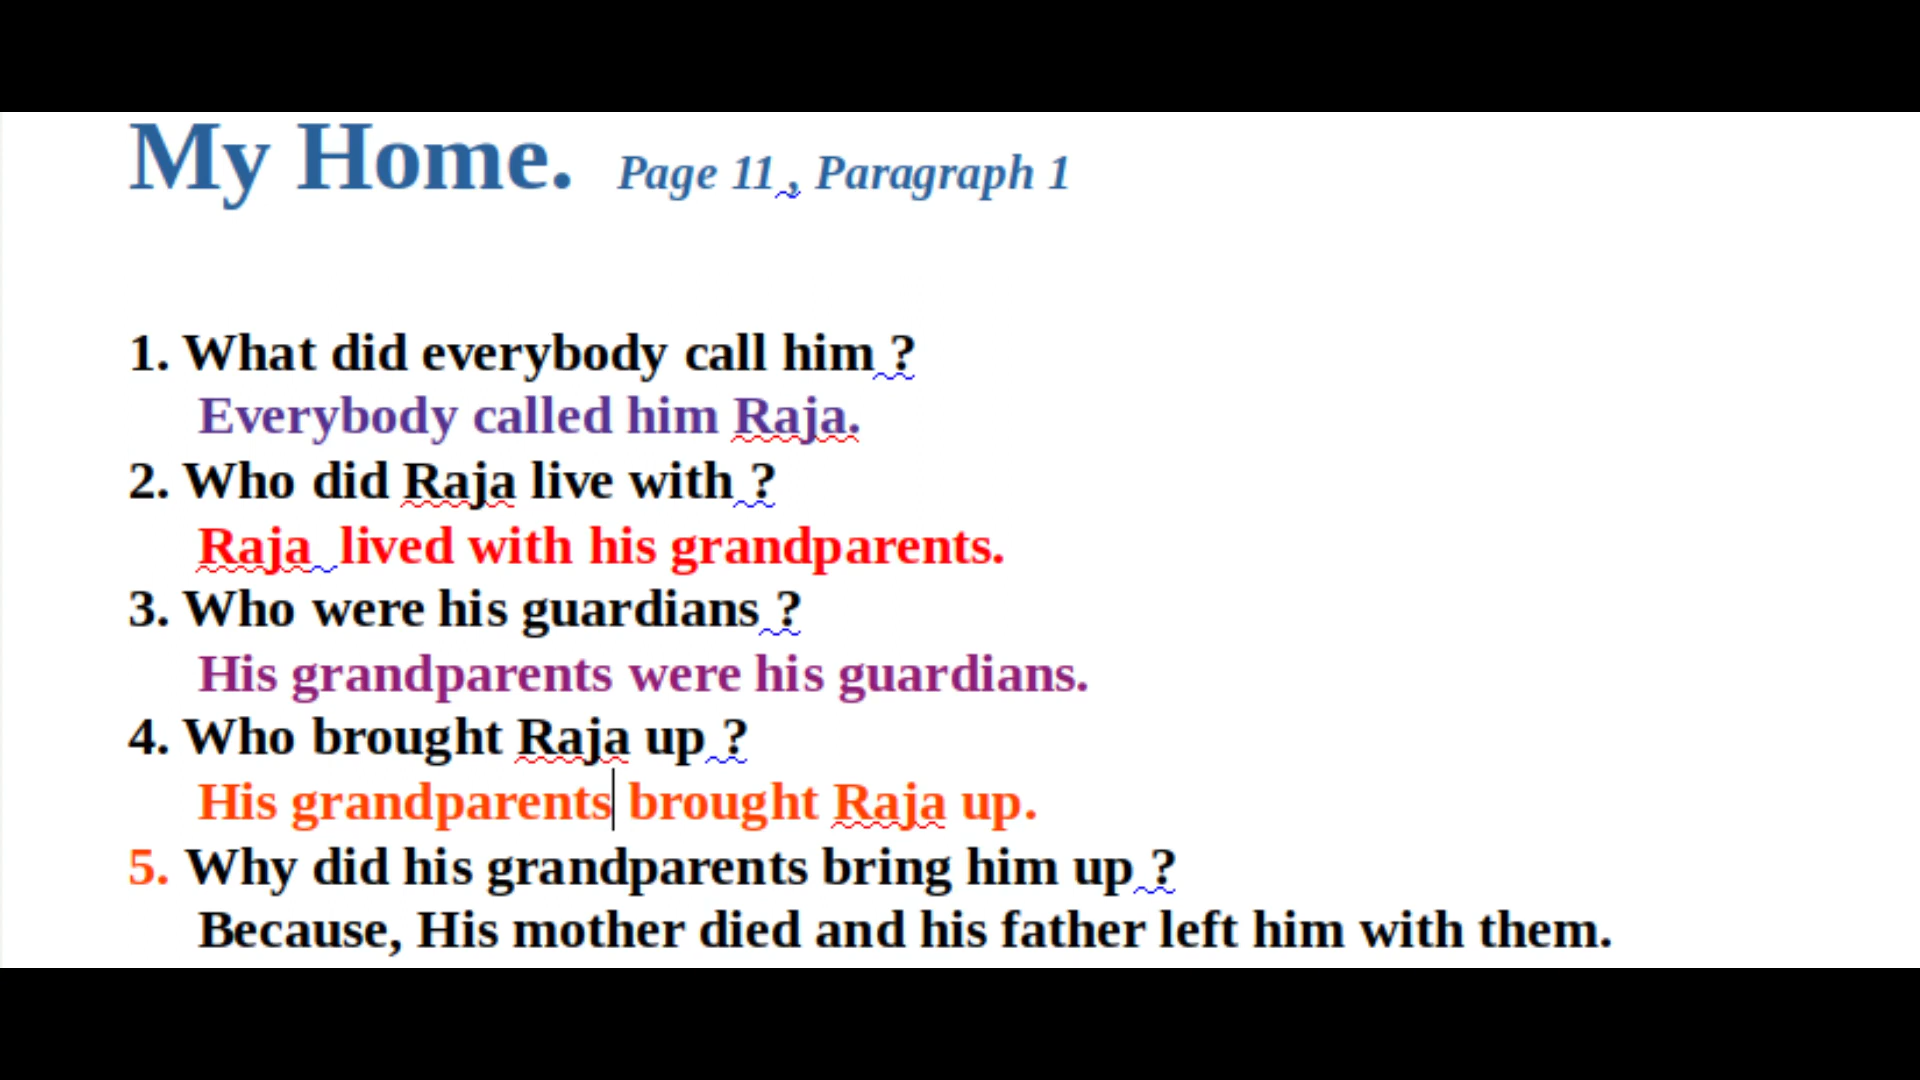 My Home. Page 11 , Paragraph 1
1. What did everybody call him ?
Everybody called him Raja.
2. Who did Raja live with ?
Raja  lived with his grandparents.
3. Who were his guardians ?
His grandparents were his guardians.
4. Who brought Raja up ?
His grandparents brought Raja up.
5. Why did his grandparents bring him up ?
Because, His mother died and his father left him with them.